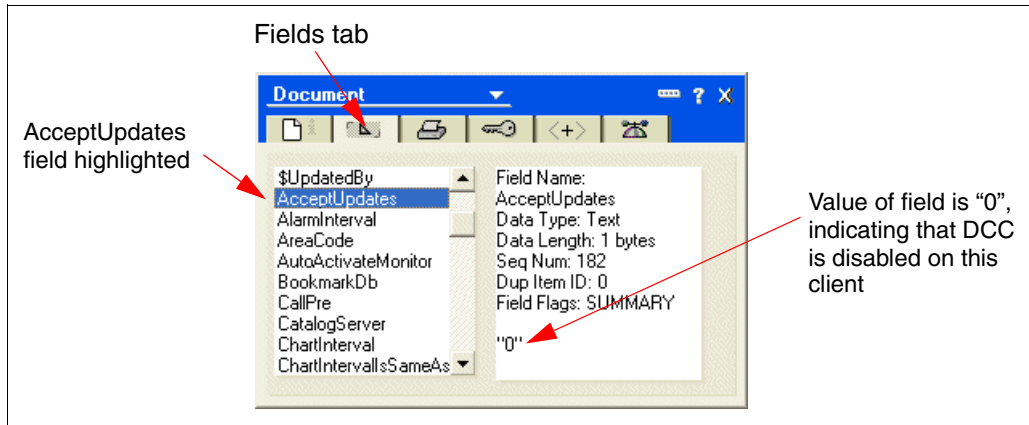 Fields tab
AcceptUpdates
field highlighted
Document
? X
<+>
$UpdatedBy
AcceptUpdates
AlarmInterval
AreaCode
AutoActivateMonitor
BookmarkDb
CallPre
CatalogServer
ChartInterval
ChartIntervalIsSameAs
Field Name:
AcceptUpdates
Data Type: Text
Data Length: 1 bytes
Seq Num: 182
Dup Item ID: 0
Field Flags: SUMMARY
"0"
Value of field is “0”,
indicating that DCC
is disabled on this
client